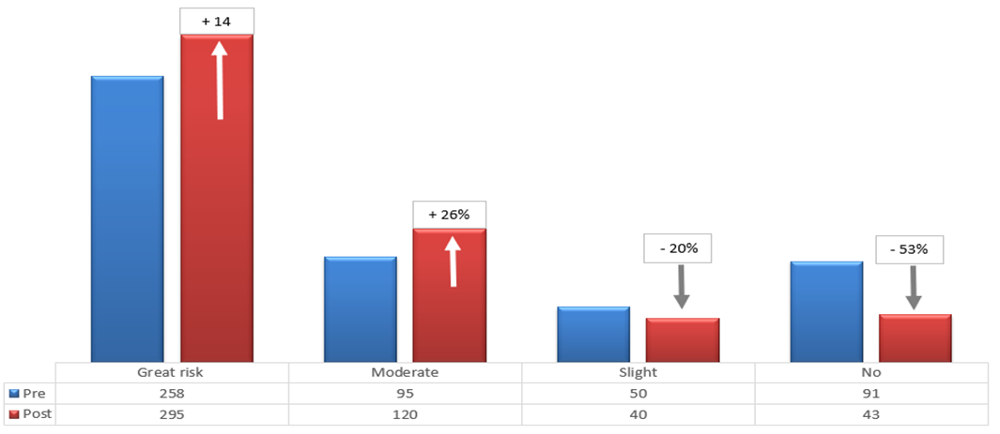 + 14
+ 26%
- 20%
- 53%
Great risk Moderate Slight No
Pre 258 95 50 91
Post 295 120 40 43